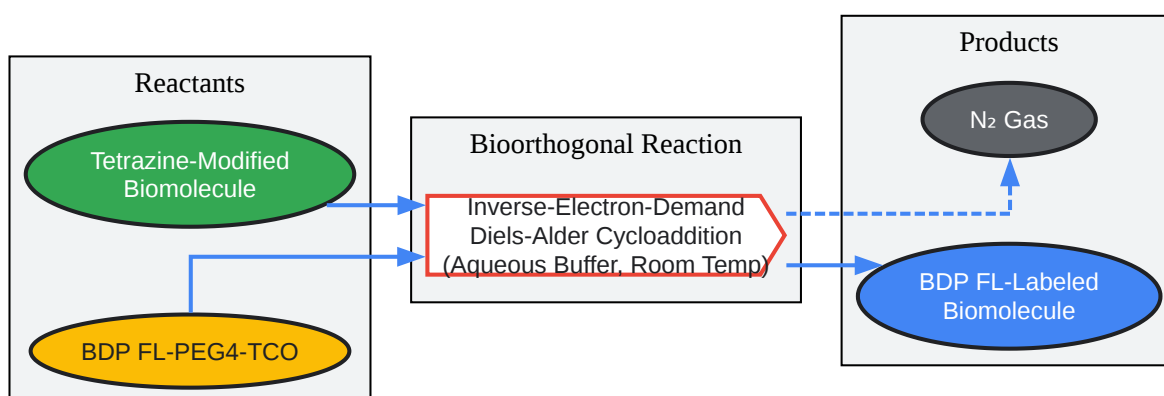 Reactants
Tetrazine-Modified
Biomolecule
BDP FL-PEG4-TCO
Bioorthogonal Reaction
Inverse-Electron-Demand
Diels-Alder Cycloaddition
(Aqueous Buffer, Room Temp)
Products
N₂ Gas
BDP FL-Labeled
Biomolecule